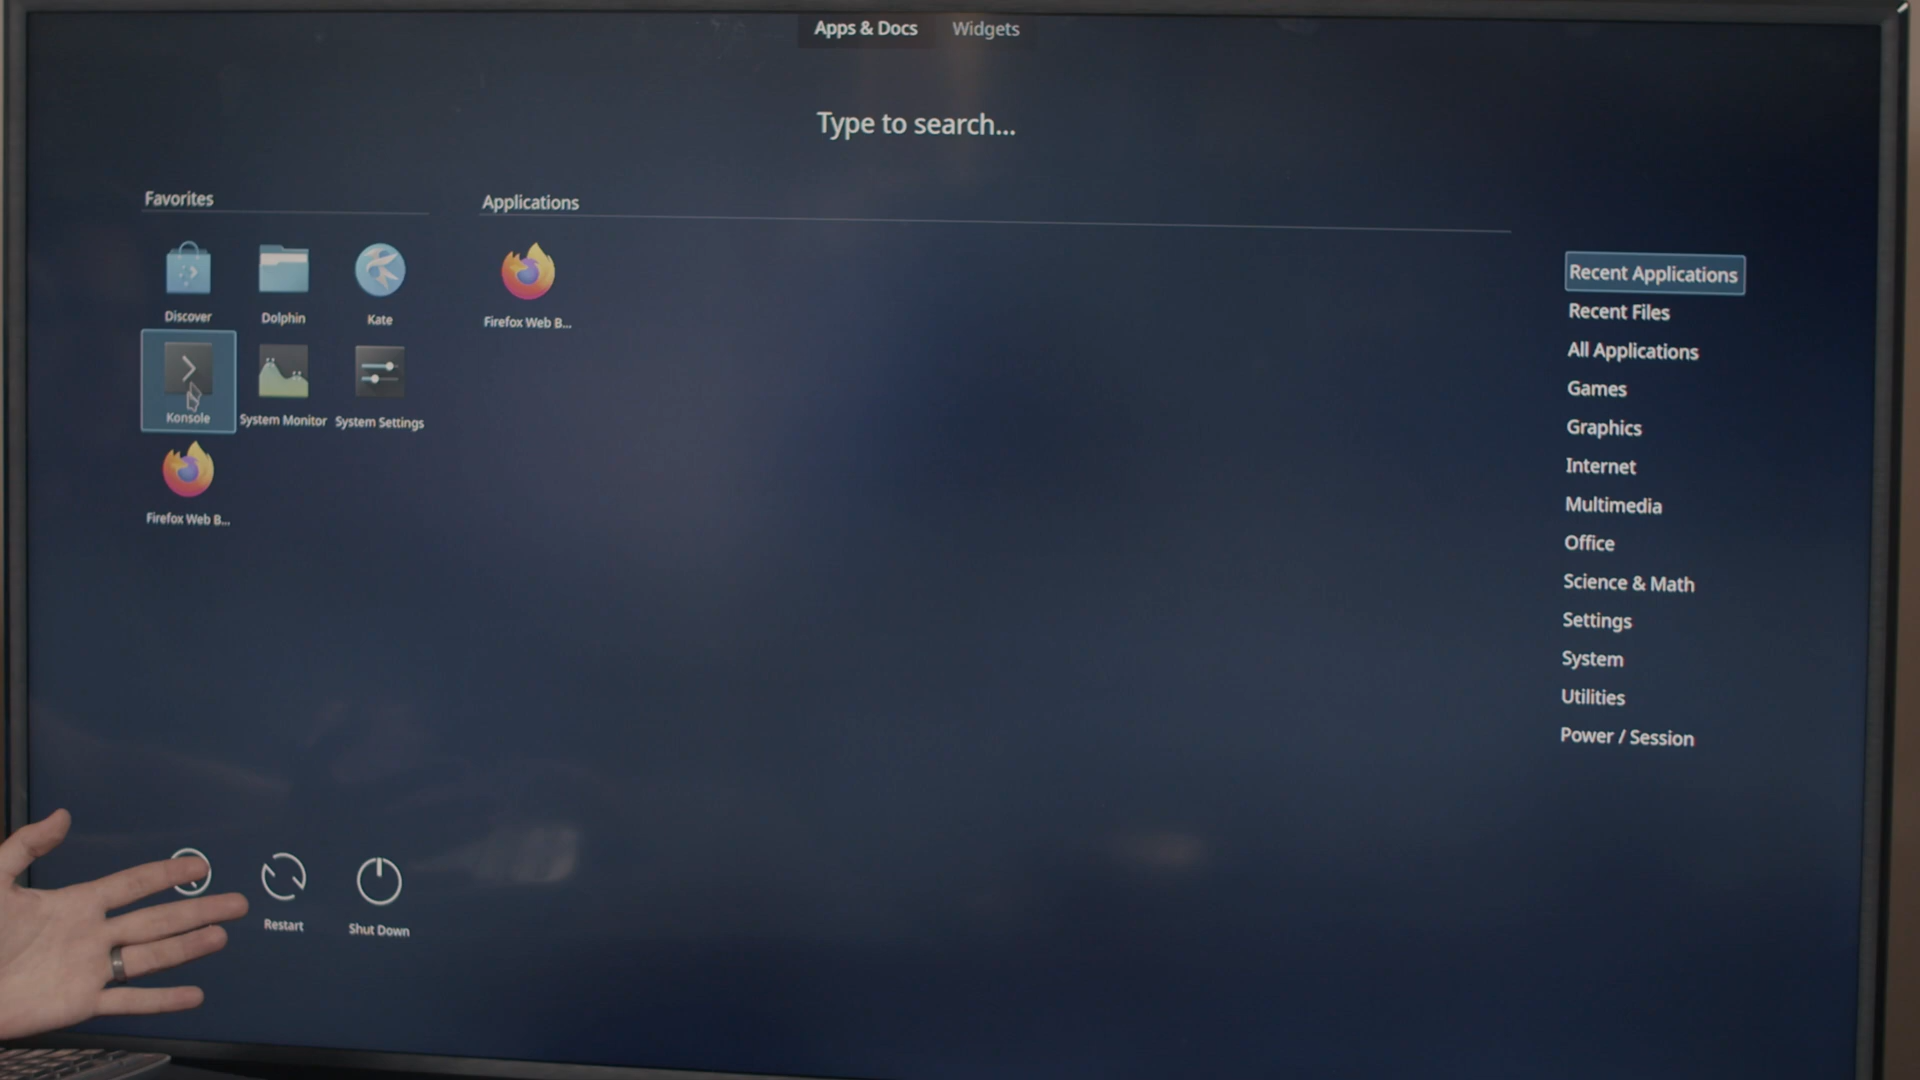 Apps & Docs
Widgets
Type to search...
Favorites
Applications
Discover
Dolphin
Kate
Firefox Web B...
Konsole
System Monitor
System Settings
Firefox Web B...
Recent Applications
Recent Files
All Applications
Games
Graphics
Internet
Multimedia
Office
Science & Math
Settings
System
Utilities
Power / Session
Restart
Shut Down